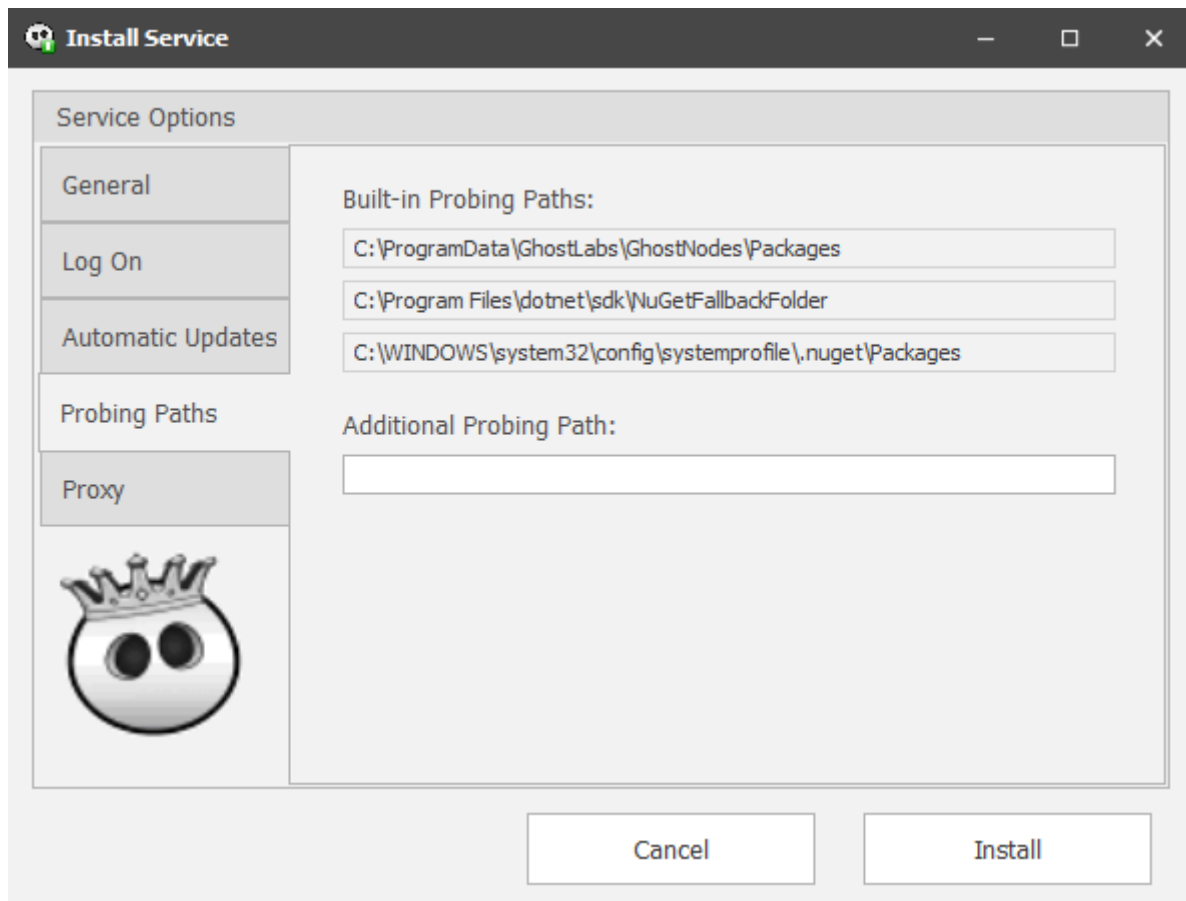 Install Service
Service Options
General
Log On
Automatic Updates
Probing Paths
Proxy
Built-in Probing Paths:
C:\ProgramData\GhostLabs\GhostNodes\Packages
C:\Program Files\dotnet\sdk\NuGetFallbackFolder
C:\WINDOWS\system32\config\systemprofile\.nuget\Packages
Additional Probing Path:
Cancel
Install